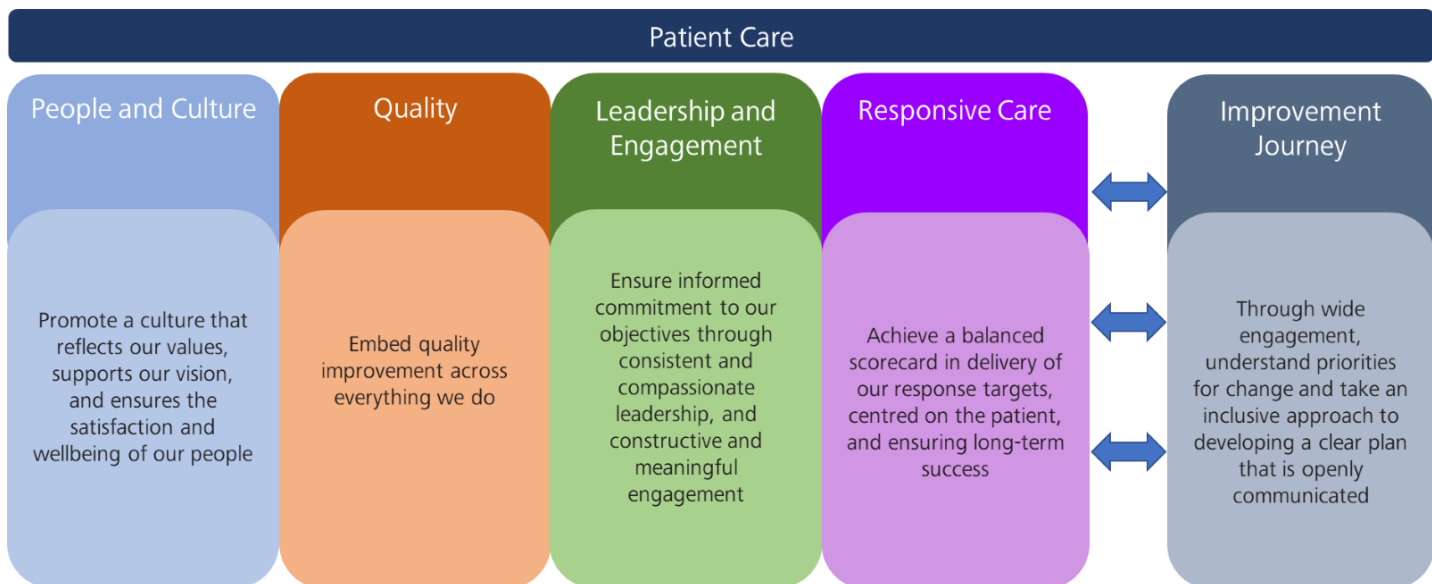 Patient Care
People and Culture
Promote a culture that
reflects our values,
supports our vision,
and ensures the
satisfaction and
wellbeing of our people
Quality
Embed quality
improvement across
everything we do
Leadership and
Engagement
Ensure informed
commitment to our
objectives through
consistent and
compassionate
leadership, and
constructive and
meaningful
engagement
Responsive Care
Achieve a balanced
scorecard in delivery of
our response targets,
centred on the patient,
and ensuring long-term
success
Improvement
Journey
Through wide
engagement,
understand priorities
for change and take an
inclusive approach to
developing a clear plan
that is openly
communicated